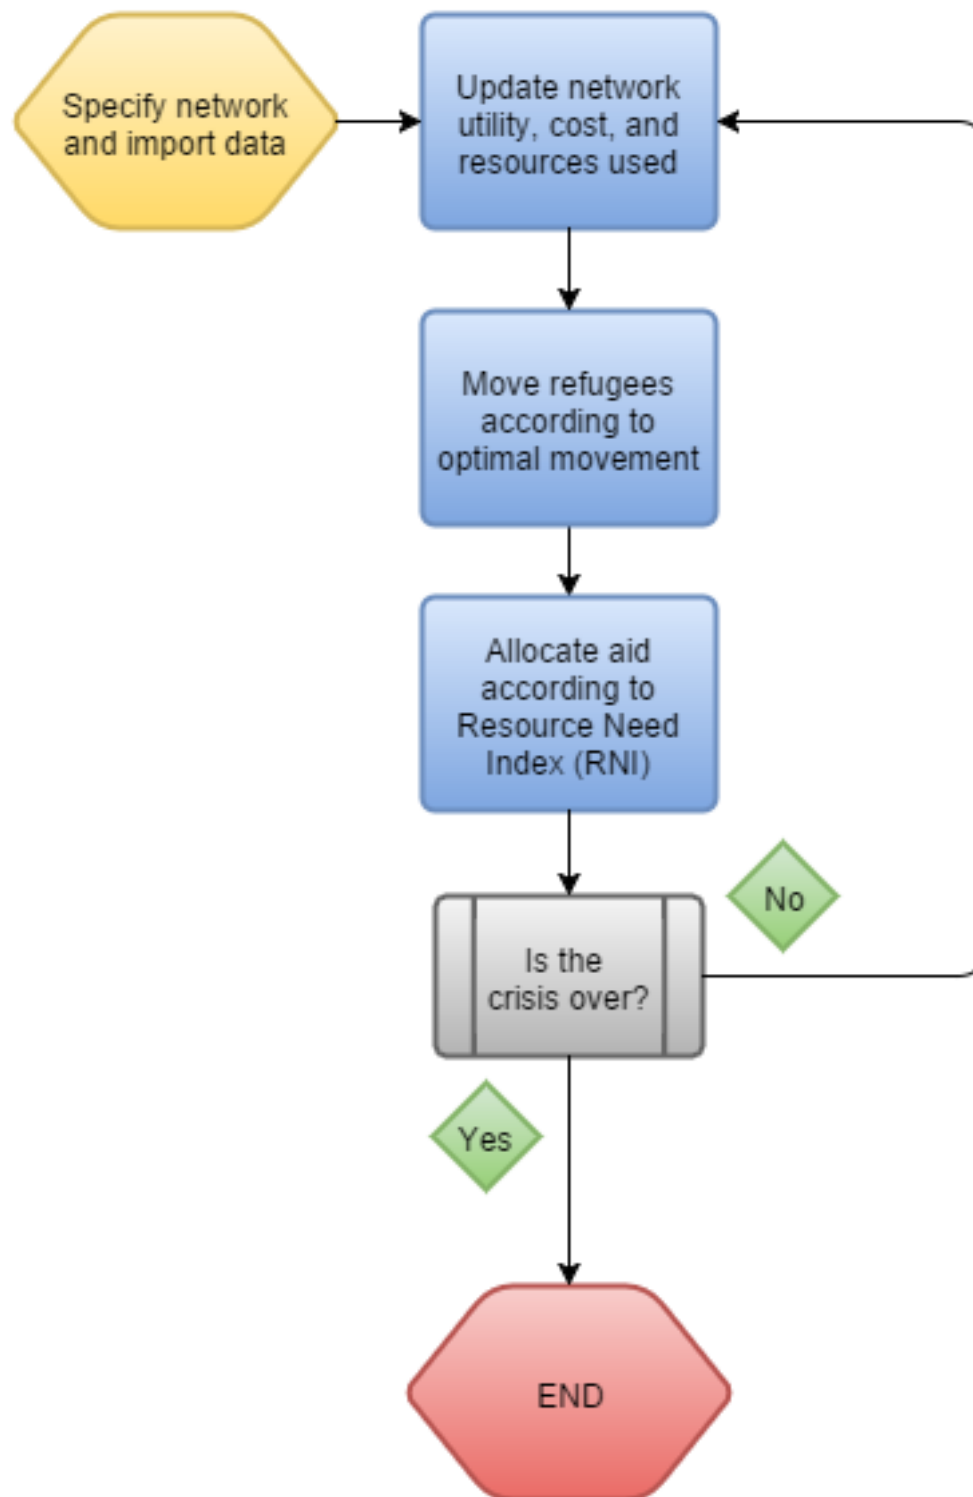 Specify network
and import data
Update network
utility, cost, and
resources used
Move refugees
according to
optimal movement
Allocate aid
according to
Resource Need
Index (RNI)
No
Is the
crisis over?
Yes
END